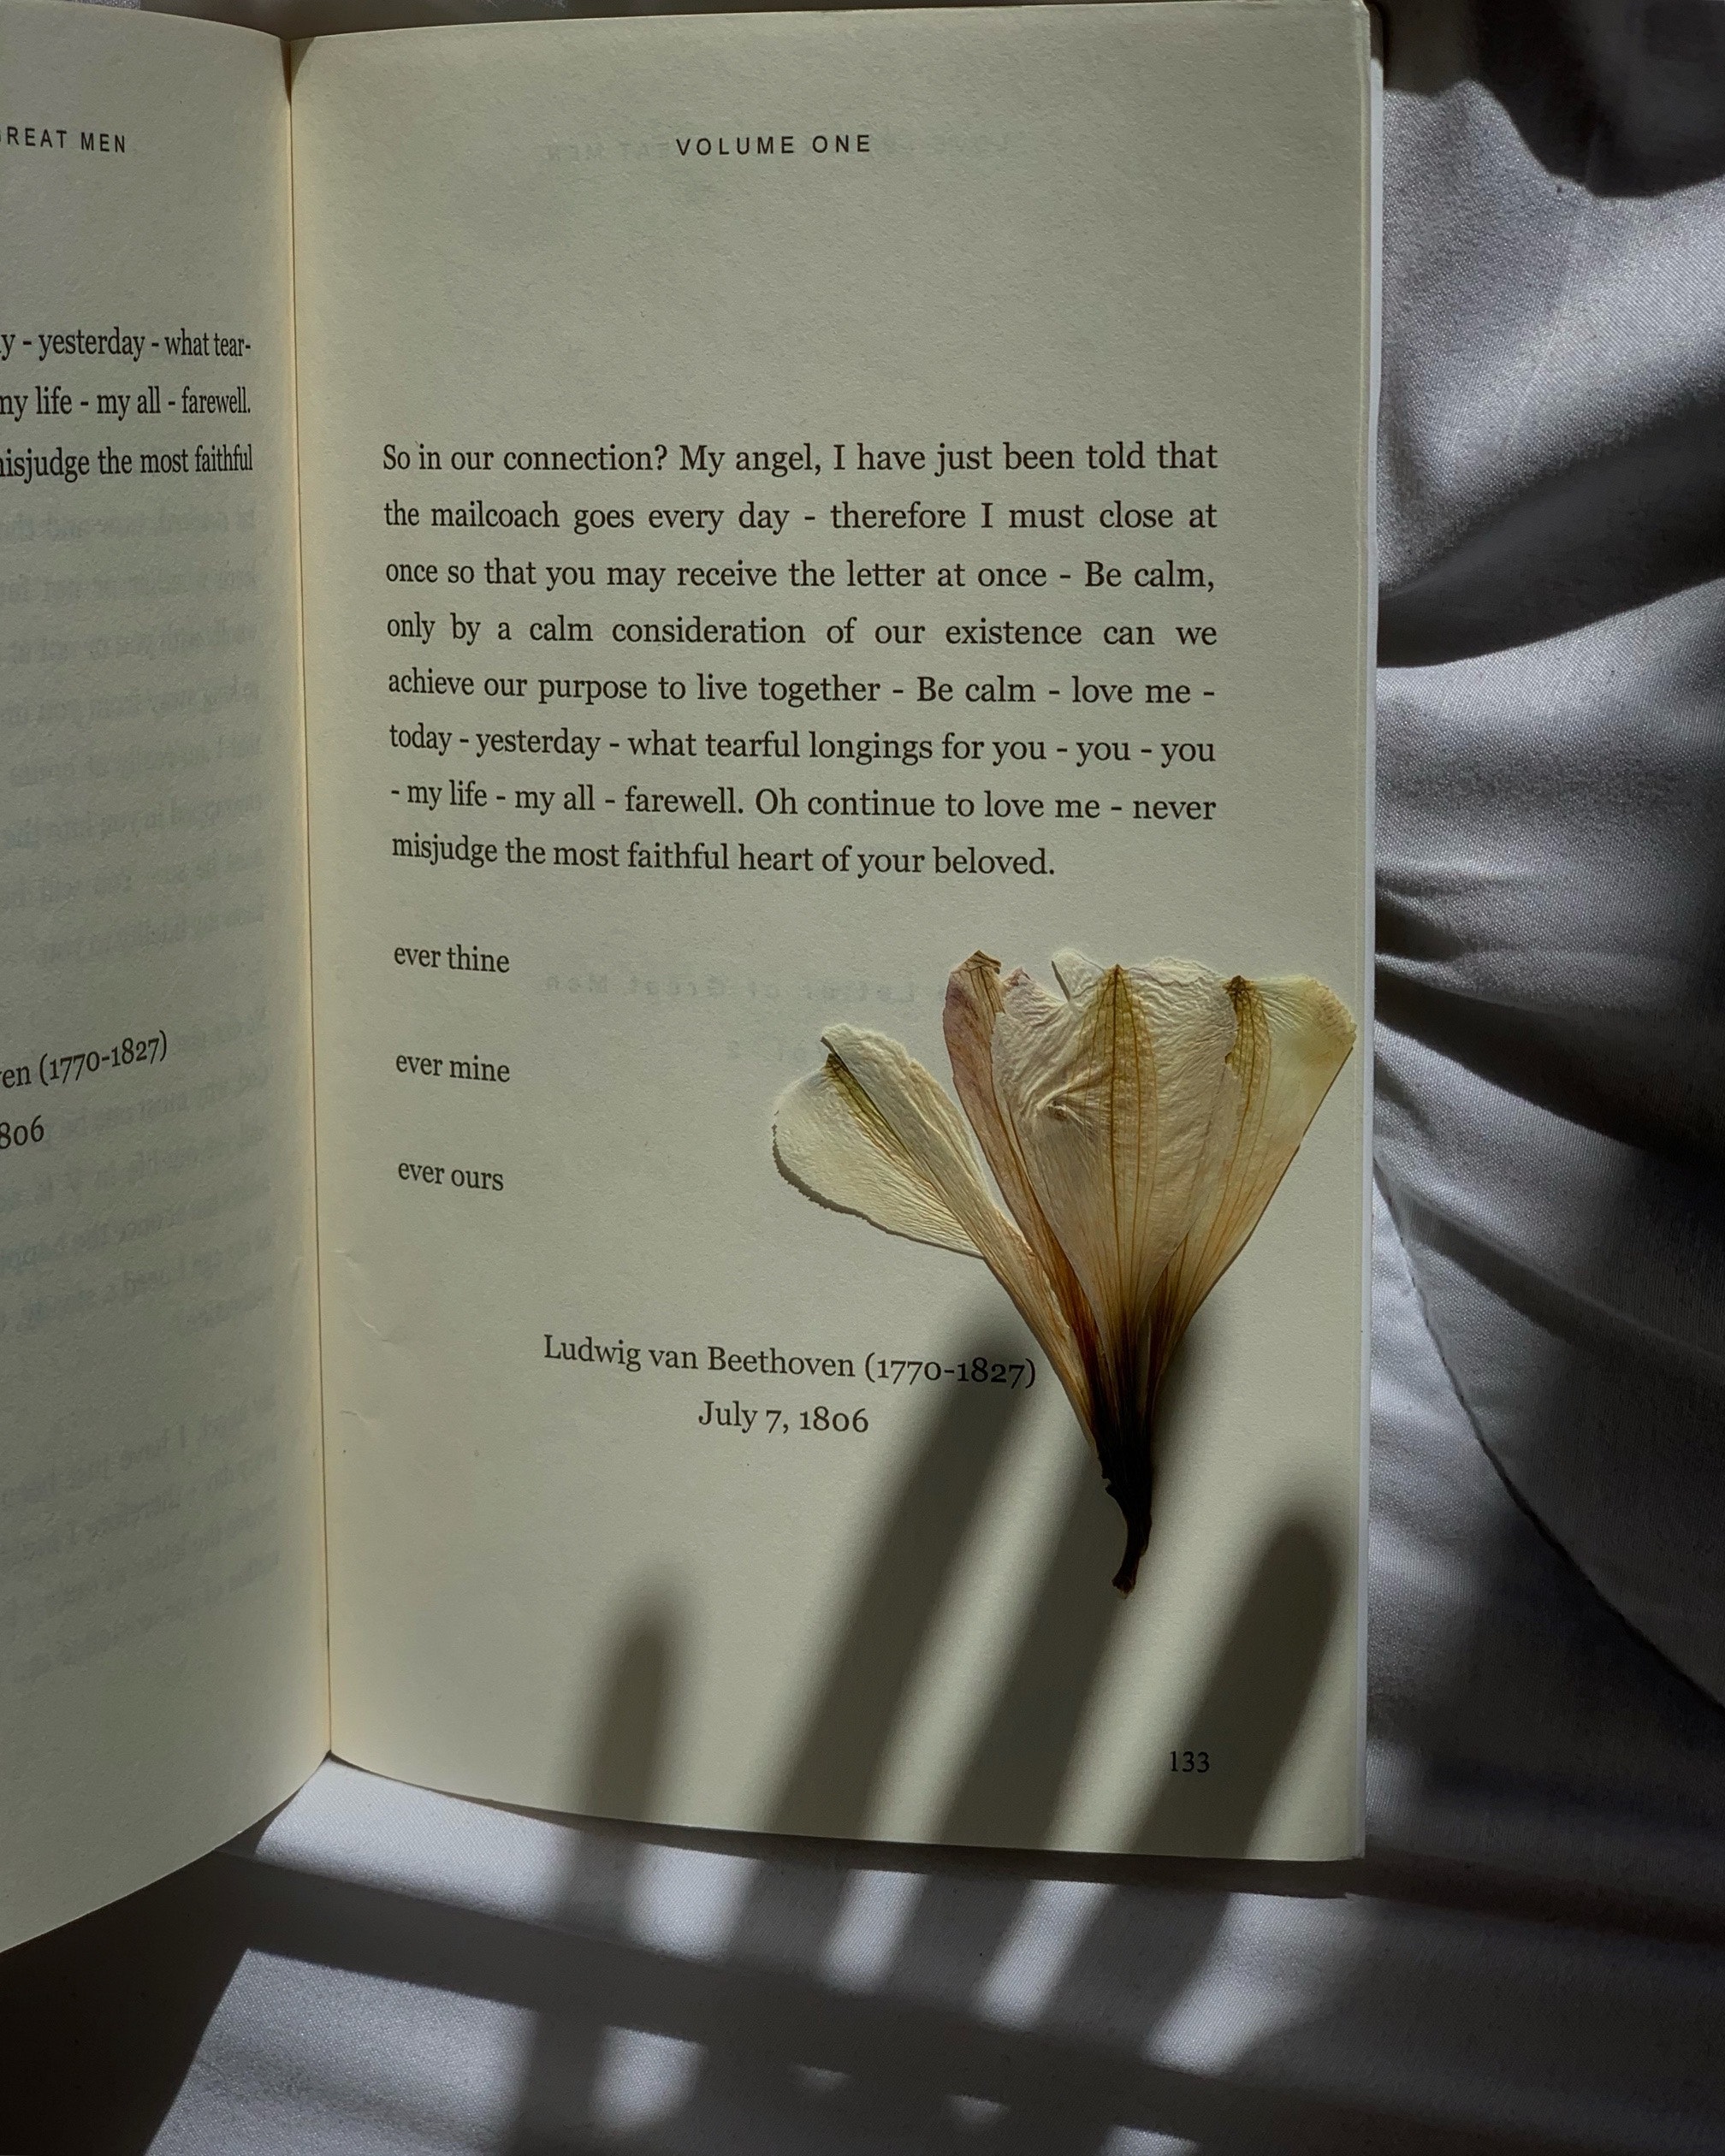 GREAT MEN
y - yesterday - what tear-
my life - my all - farewell.
misjudge the most faithful
en (1770-1827)
1806
VOLUME ONE
So in our connection? My angel, I have just been told that
the mailcoach goes every day - therefore I must close at
once so that you may receive the letter at once - Be calm,
only by a calm consideration of our existence can we
achieve our purpose to live together - Be calm - love me -
today - yesterday - what tearful longings for you - you - you
- my life - my all - farewell. Oh continue to love me - never
misjudge the most faithful heart of your beloved.
ever thine
ever mine
ever ours
Ludwig van Beethoven (1770-1827)
July 7, 1806
133